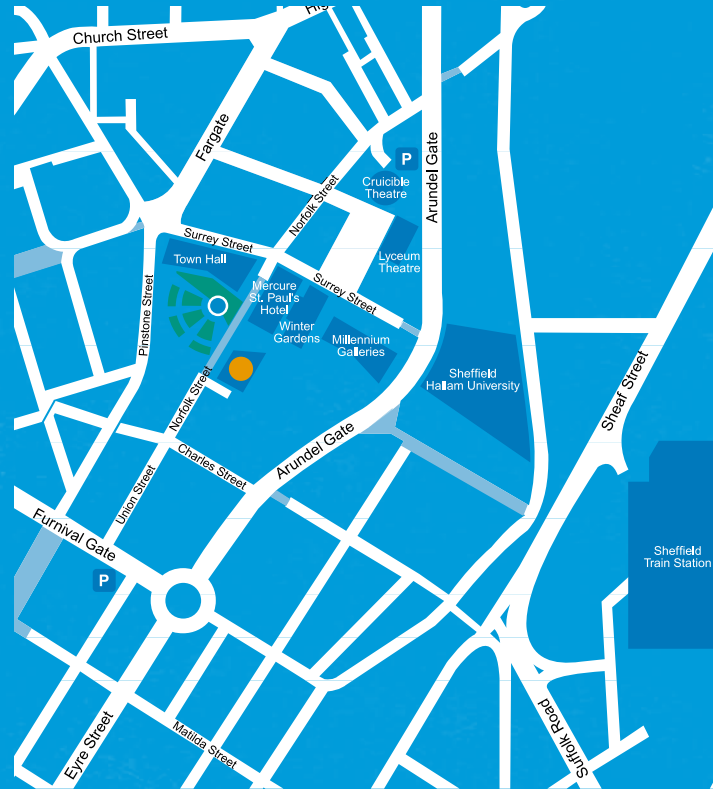 Hig
Church Street
Fargate
P
Cruicible
Theatre
Arundel Gate
Norfolk Street
Surrey Street
Town Hall
Lyceum
Theatre
Mercure
St. Paul's
Hotel
Surrey Street
Pinstone Street
Winter
Gardens
Millennium
Galleries
Sheffield
Hallam University
Sheaf Street
Norfolk Street
Arundel Gate
Charles Street
Union Street
Furnival Gate
P
Sheffield
Train Station
Eyre Street
Matilda Street
Suffolk Road